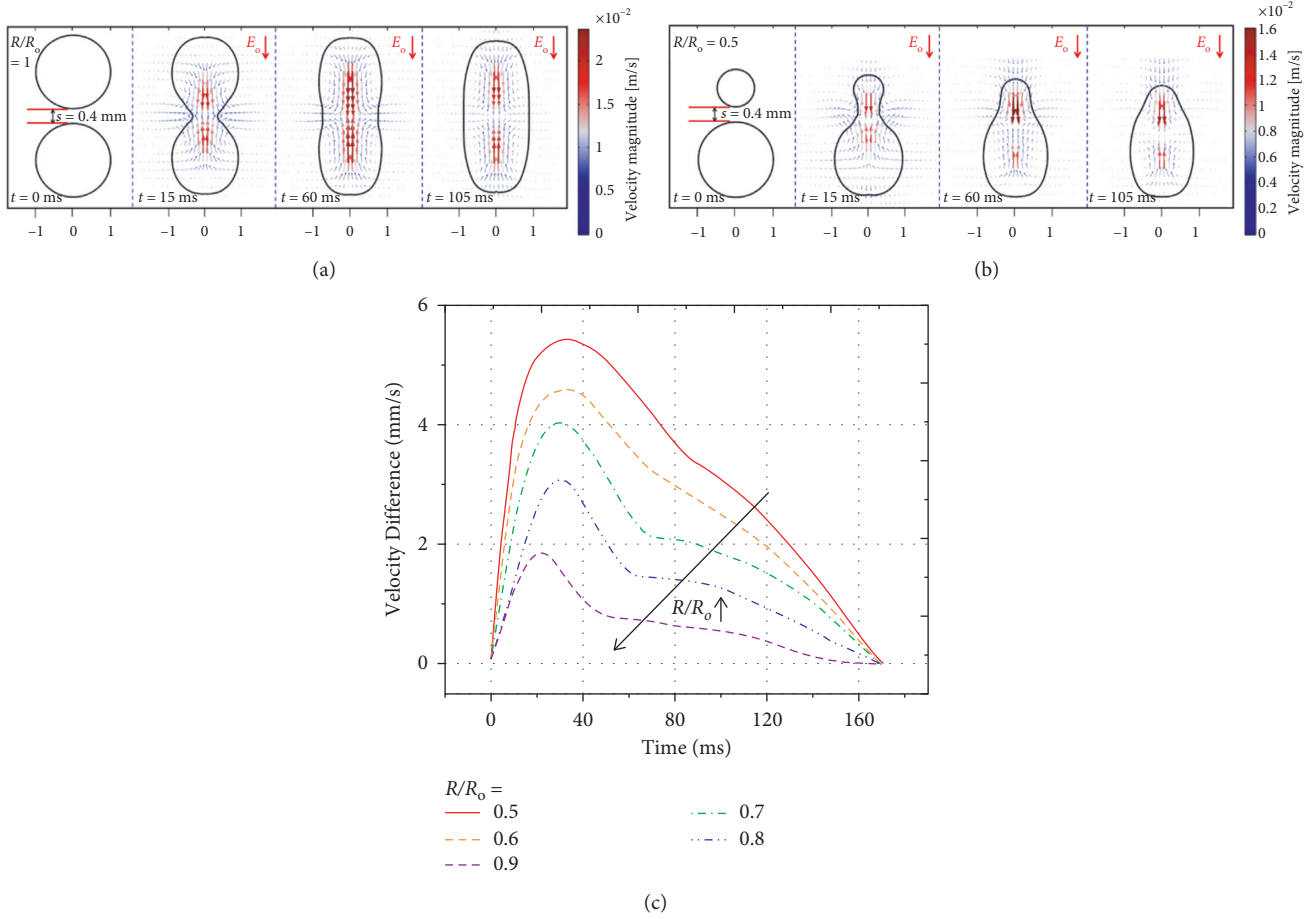 R/Rₒ
= 1
s = 0.4 mm
t = 0 ms
t = 15 ms
t = 60 ms
t = 105 ms
Eₒ
Eₒ
Eₒ
−1 0 1
−1 0 1
−1 0 1
−1 0 1
×10⁻²
2
1.5
1
0.5
0
Velocity magnitude [m/s]
(a)
R/Rₒ = 0.5
s = 0.4 mm
t = 0 ms
t = 15 ms
t = 60 ms
t = 105 ms
Eₒ
Eₒ
Eₒ
−1 0 1
−1 0 1
−1 0 1
−1 0 1
×10⁻²
1.6
1.4
1.2
1
0.8
0.6
0.4
0.2
0
Velocity magnitude [m/s]
(b)
6
4
2
0
Velocity Difference (mm/s)
R/Rₒ ↑
0 40 80 120 160
Time (ms)
R/Rₒ =
0.5
0.6
0.9
0.7
0.8
(c)